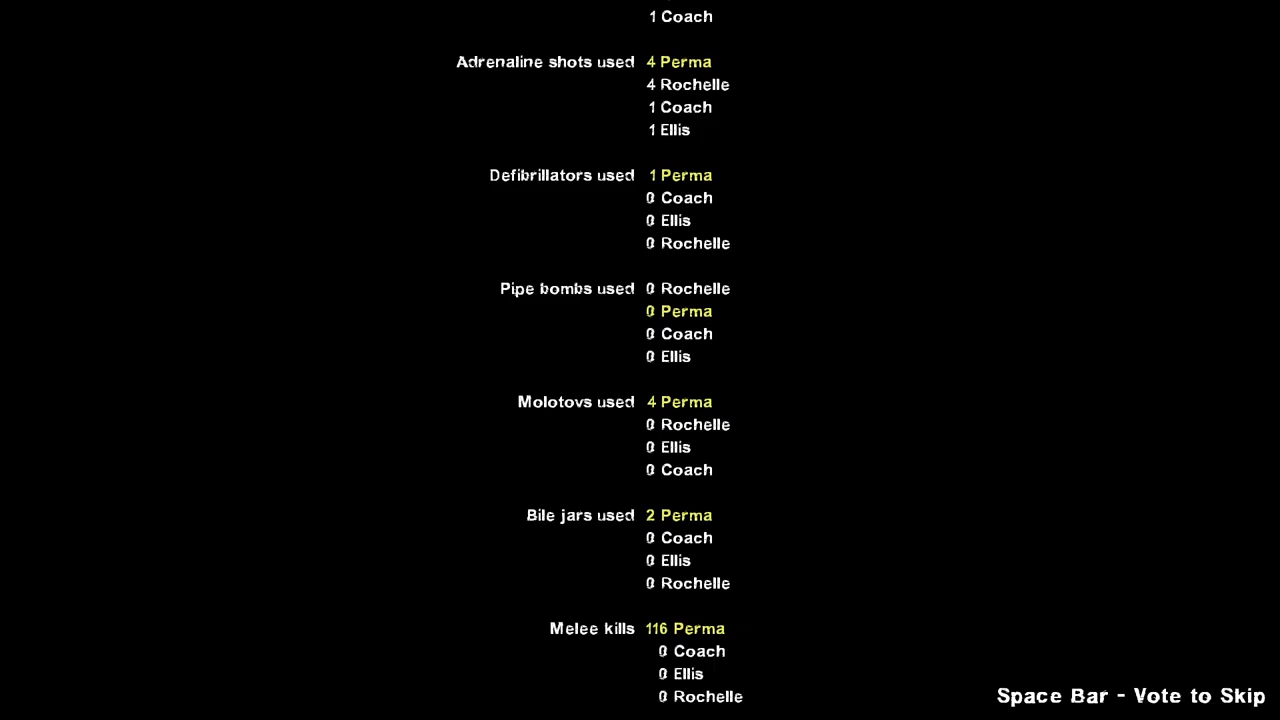 1 Coach
Adrenaline shots used 4 Perma
4 Rochelle
1 Coach
1 Ellis
Defibrillators used 1 Perma
0 Coach
0 Ellis
0 Rochelle
Pipe bombs used 0 Rochelle
0 Perma
0 Coach
0 Ellis
Molotovs used 4 Perma
0 Rochelle
0 Ellis
0 Coach
Bile jars used 2 Perma
0 Coach
0 Ellis
0 Rochelle
Melee kills 116 Perma
0 Coach
0 Ellis
0 Rochelle
Space Bar - Vote to Skip